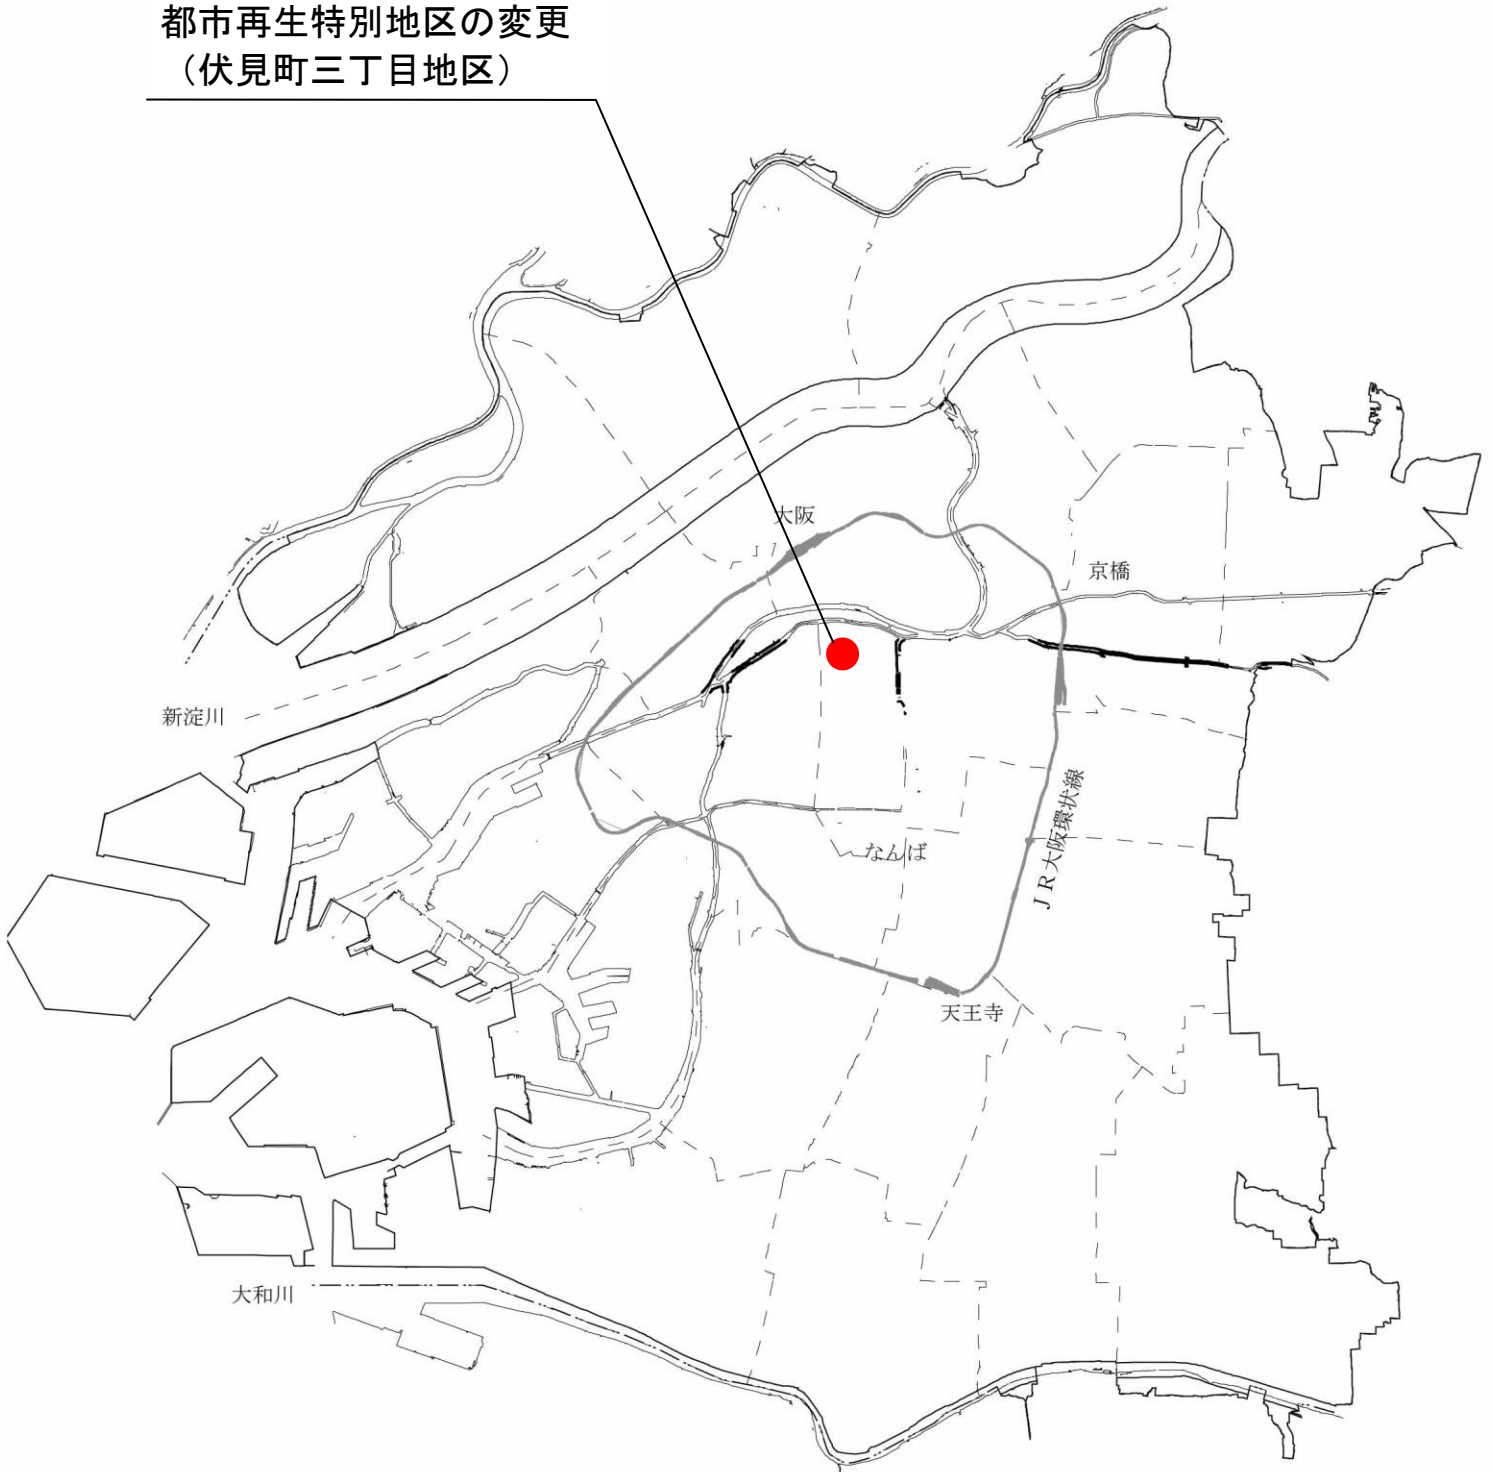 都市再生特別地区の変更
（伏見町三丁目地区）
大阪
京橋
新淀川
なんば
ＪＲ大阪環状線
天王寺
大和川